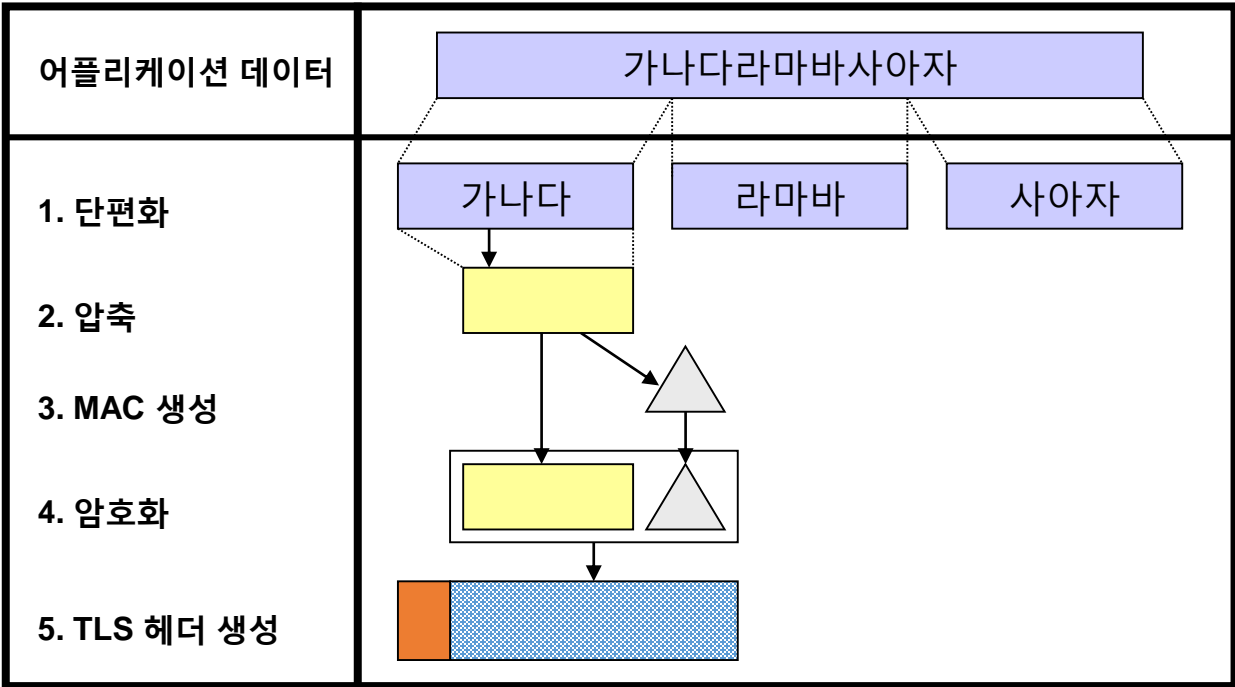 어플리케이션 데이터
가나다라마바사아자
1. 단편화
가나다
라마바
사아자
2. 압축
3. MAC 생성
4. 암호화
5. TLS 헤더 생성